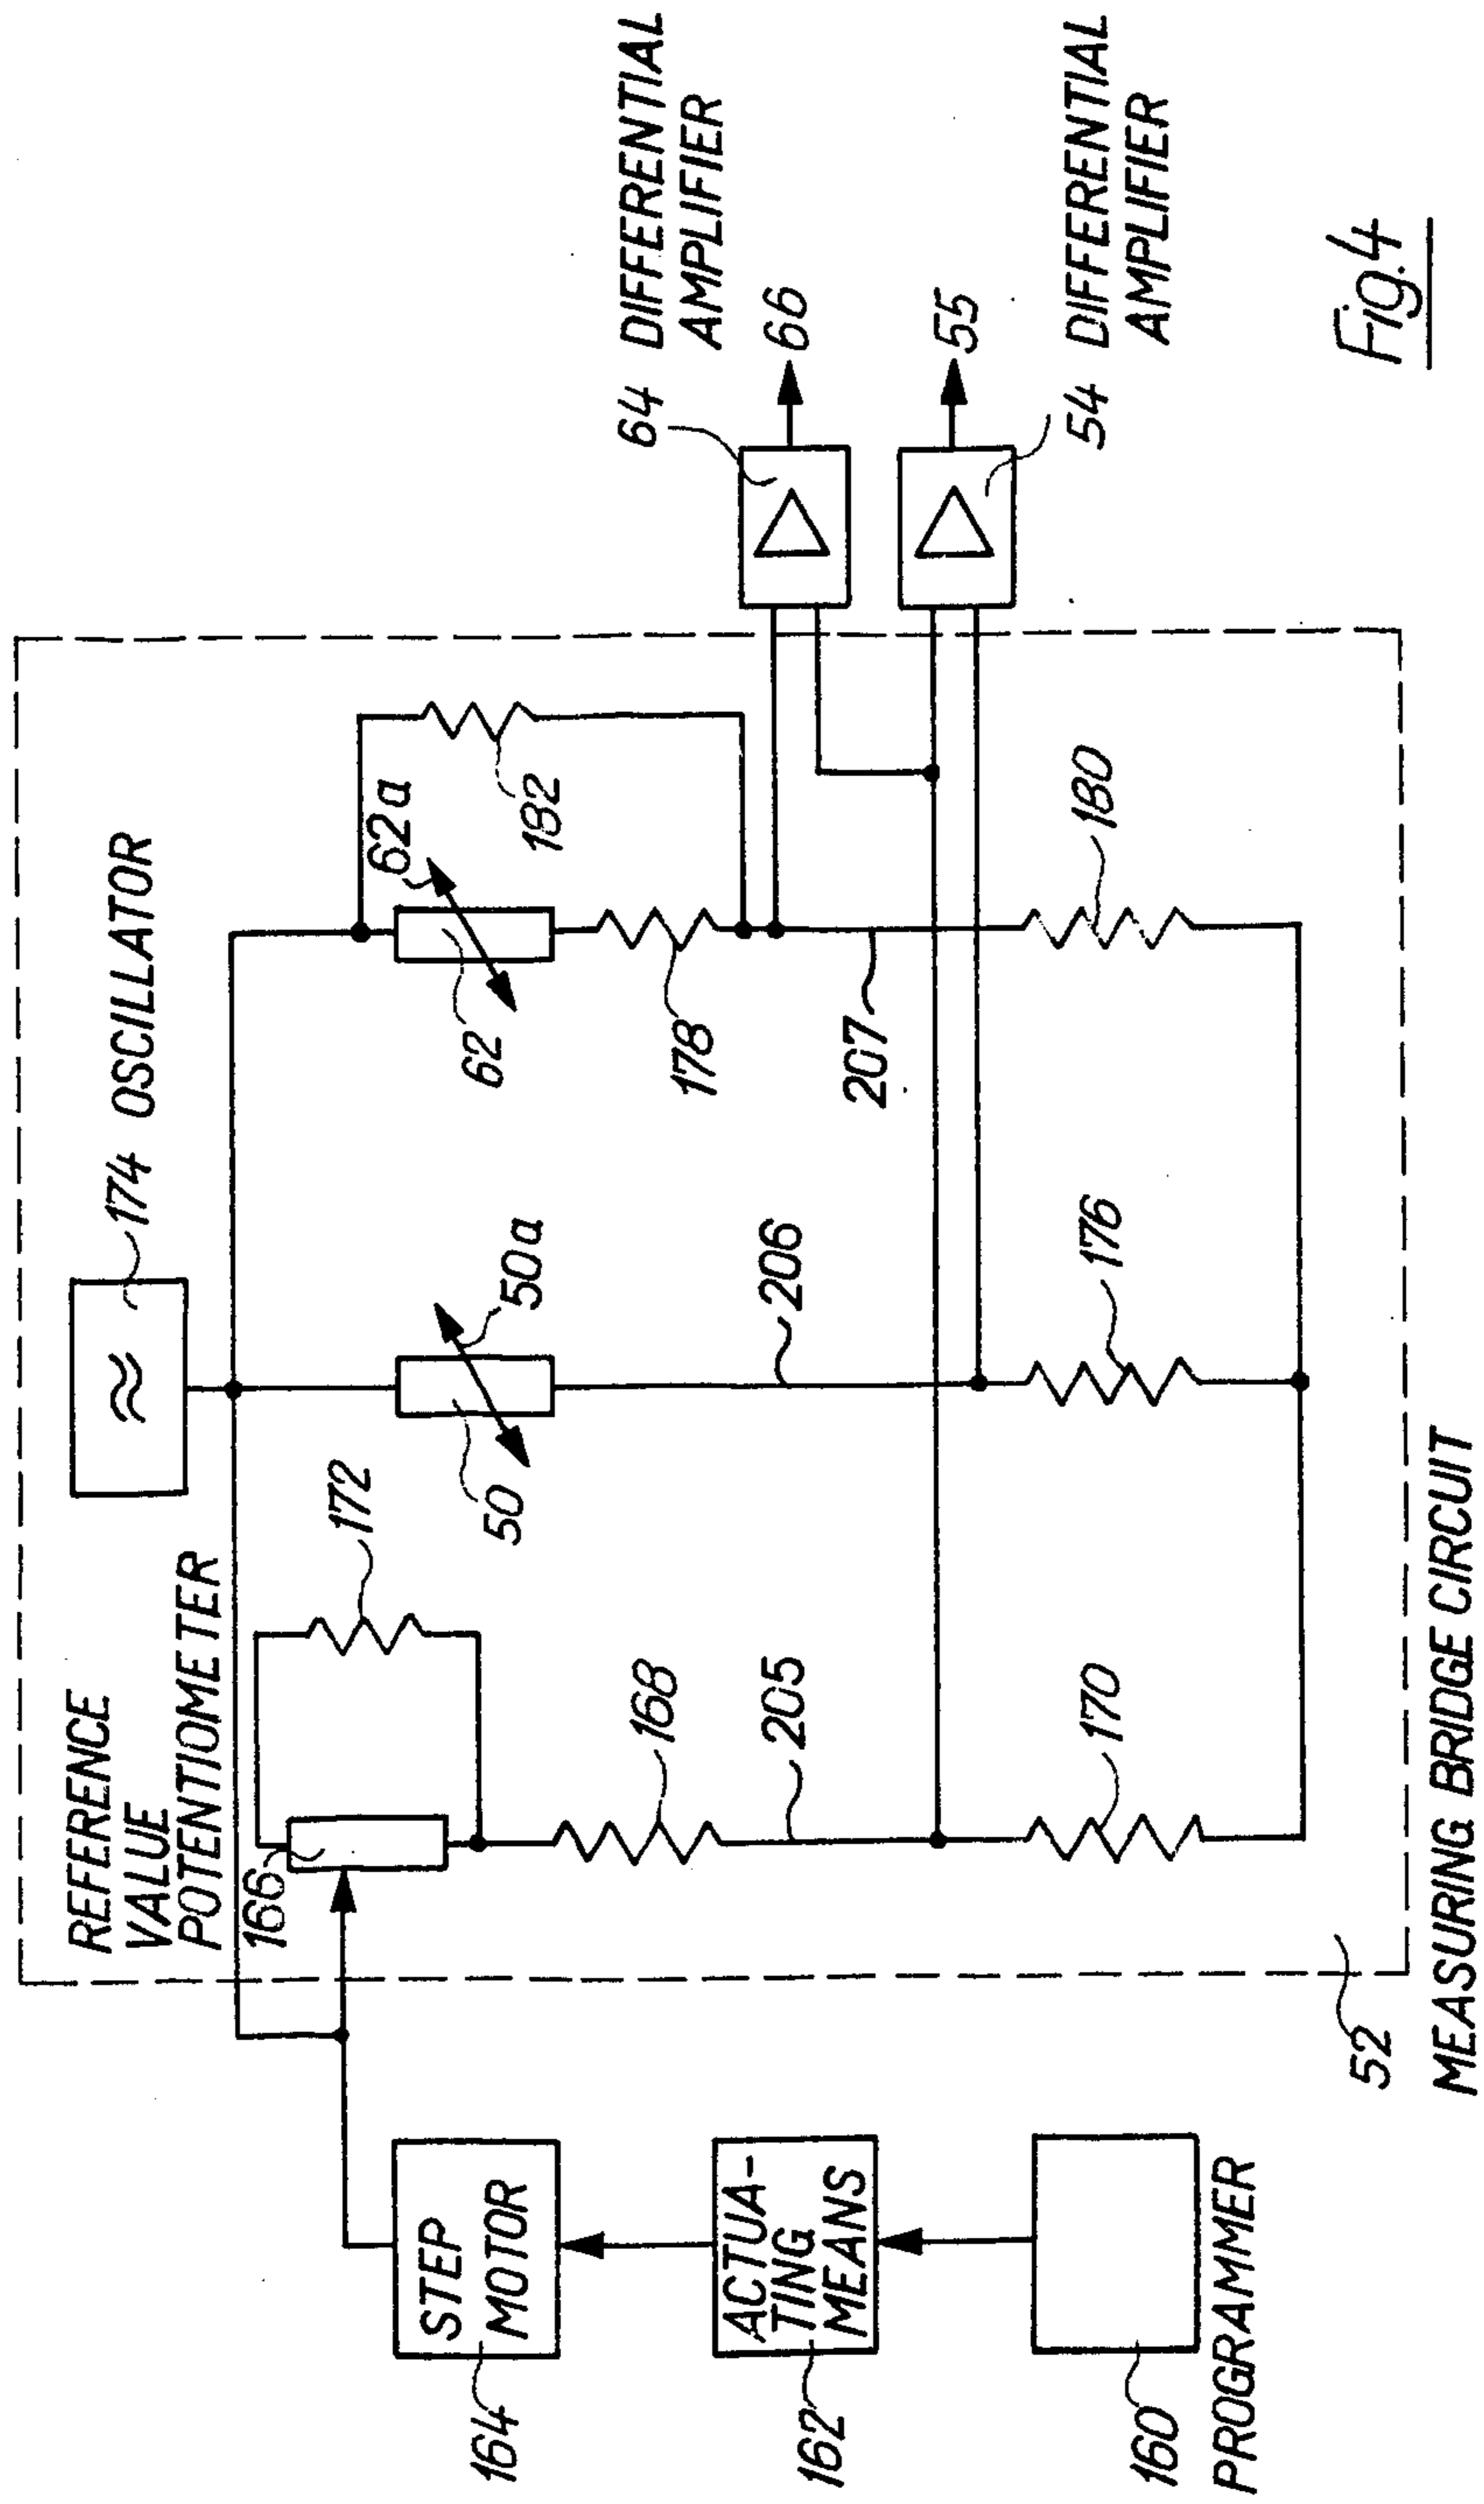 174 OSCILLATOR
REFERENCE
VALUE
POTENTIOMETER
166
172
50
50a
62
62a
182
168
178
205
206
207
170
176
180
64 DIFFERENTIAL
AMPLIFIER
66
55
54 DIFFERENTIAL
AMPLIFIER
STEP
MOTOR
164
ACTUA-
TING
MEANS
162
160
PROGRAMMER
52
MEASURING BRIDGE CIRCUIT
Fig.4